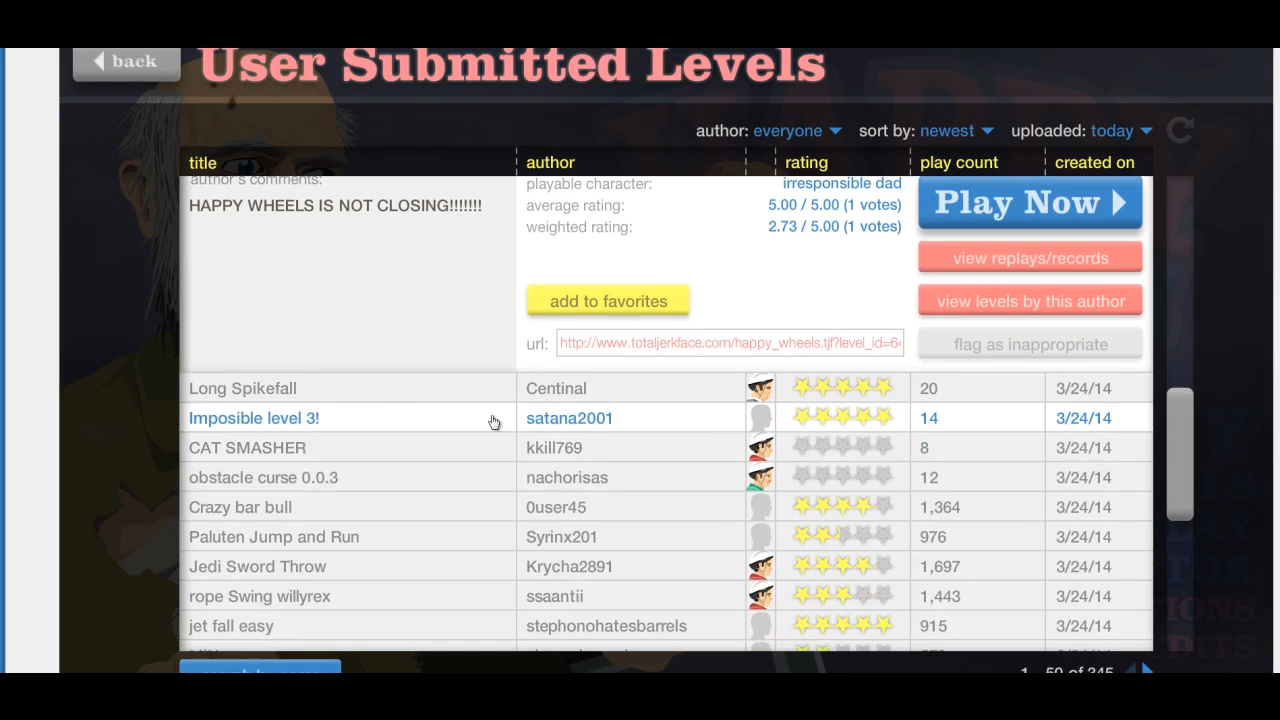 back
User Submitted Levels
author: everyone sort by: newest uploaded: today
title author rating play count created on
author's comments:
HAPPY WHEELS IS NOT CLOSING!!!!!!!
playable character: irresponsible dad
average rating: 5.00 / 5.00 (1 votes)
weighted rating: 2.73 / 5.00 (1 votes)
Play Now
view replays/records
add to favorites
view levels by this author
url: http://www.totaljerkface.com/happy_wheels.tjf?level_id=6
flag as inappropriate
Long Spikefall Centinal 20 3/24/14
Imposible level 3! satana2001 14 3/24/14
CAT SMASHER kkill769 8 3/24/14
obstacle curse 0.0.3 nachorisas 12 3/24/14
Crazy bar bull 0user45 1,364 3/24/14
Paluten Jump and Run Syrinx201 976 3/24/14
Jedi Sword Throw Krycha2891 1,697 3/24/14
rope Swing willyrex ssaantii 1,443 3/24/14
jet fall easy stephonohatesbarrels 915 3/24/14
1 - 50 of 345